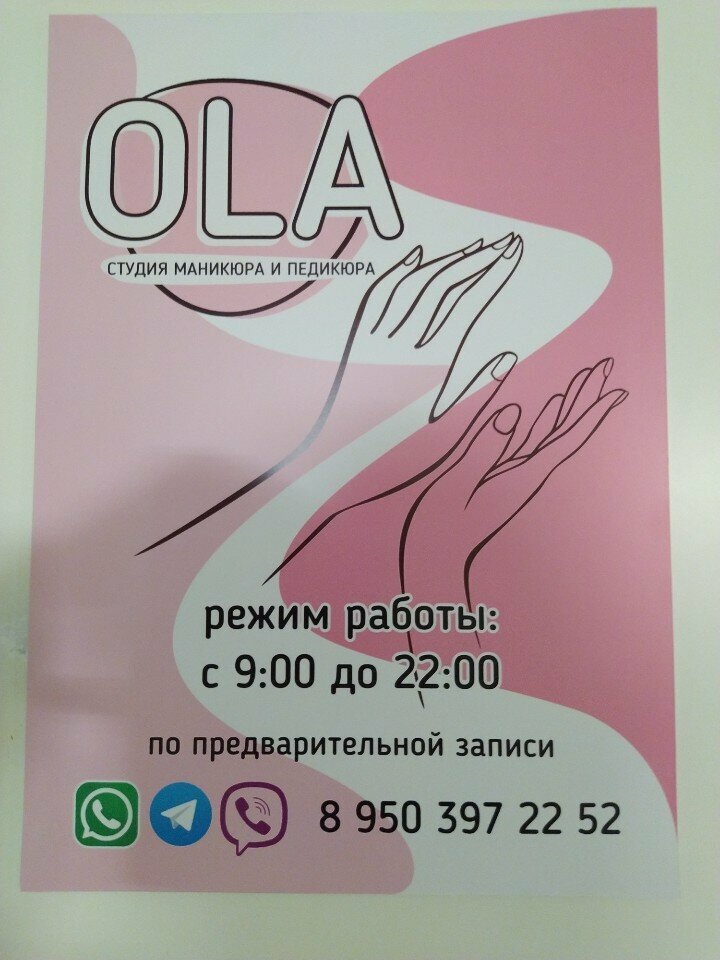 OLA
СТУДИЯ МАНИКЮРА И ПЕДИКЮРА
режим работы:
с 9:00 до 22:00
по предварительной записи
8 950 397 22 52